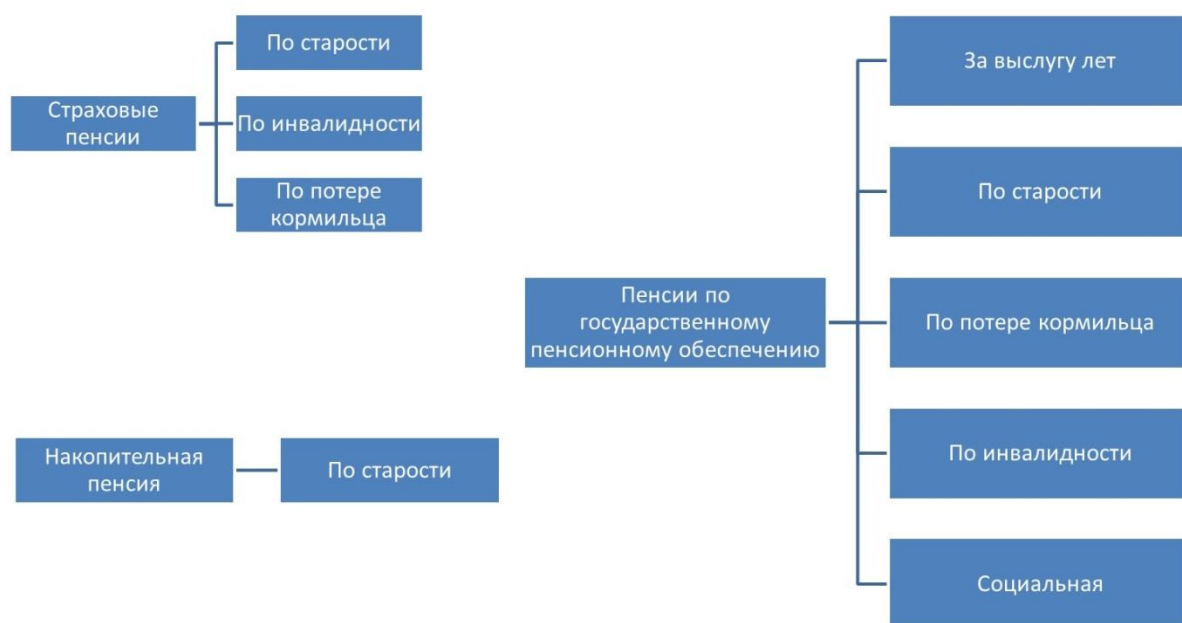 Страховые
пенсии
По старости
По инвалидности
По потере
кормильца
Накопительная
пенсия
По старости
Пенсии по
государственному
пенсионному обеспечению
За выслугу лет
По старости
По потере кормильца
По инвалидности
Социальная